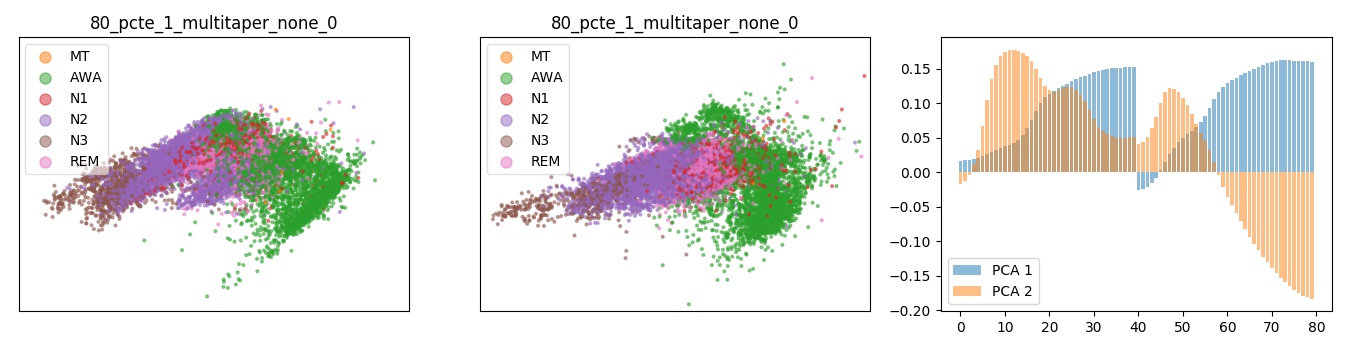 80_pcte_1_multitaper_none_0
MT
AWA
N1
N2
N3
REM
80_pcte_1_multitaper_none_0
MT
AWA
N1
N2
N3
REM
0.15
0.10
0.05
0.00
−0.05
−0.10
−0.15
−0.20
PCA 1
PCA 2
0 10 20 30 40 50 60 70 80